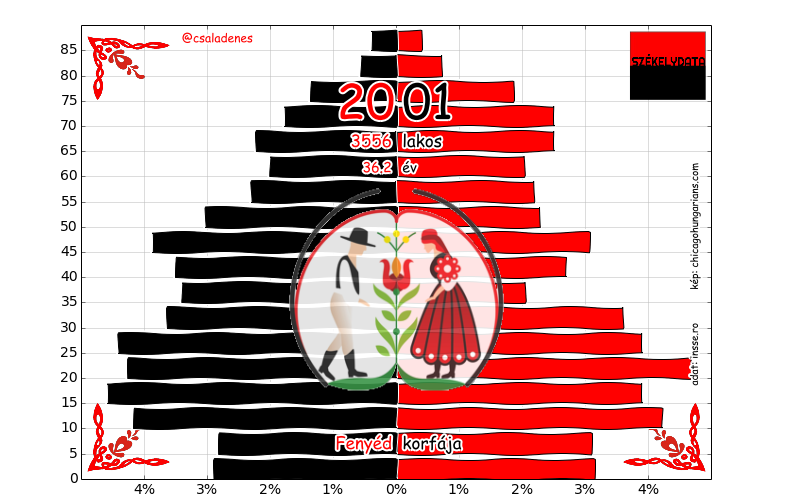 @csaladenes
SZÉKELYDATA
2001
3556 lakos
36,2 év
kép: chicagohungarians.com
adat: insse.ro
Fenyéd korfája
85
80
75
70
65
60
55
50
45
40
35
30
25
20
15
10
5
0
4% 3% 2% 1% 0% 1% 2% 3% 4%